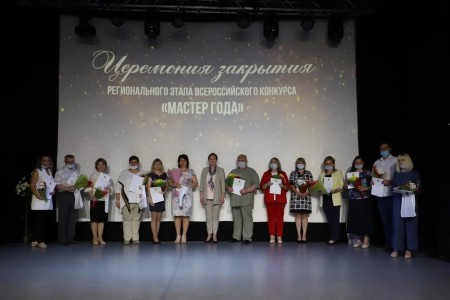 Церемония закрытия
РЕГИОНАЛЬНОГО ЭТАПА ВСЕРОССИЙСКОГО КОНКУРСА
«МАСТЕР ГОДА»